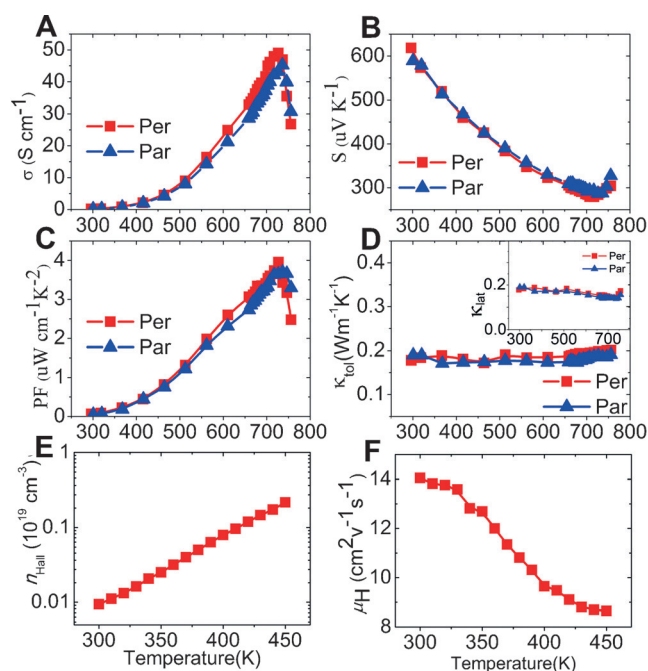 A
50
40
30
20
10
0
σ (S cm⁻¹)
Per
Par
300 400 500 600 700 800
B
600
500
400
300
S (uV K⁻¹)
Per
Par
300 400 500 600 700 800
C
4
3
2
1
0
PF (uW cm⁻¹K⁻²)
Per
Par
300 400 500 600 700 800
D
0.4
0.3
0.2
0.1
κtol(Wm⁻¹K⁻¹)
Per
Par
0.4
0.2
0.0
κlat
Per
Par
300 400 500 600 700
300 400 500 600 700 800
E
1
0.1
0.01
nHall (10¹⁹ cm⁻³)
300 350 400 450
Temperature(K)
F
14
12
10
8
μH (cm²v⁻¹s⁻¹)
300 350 400 450
Temperature(K)